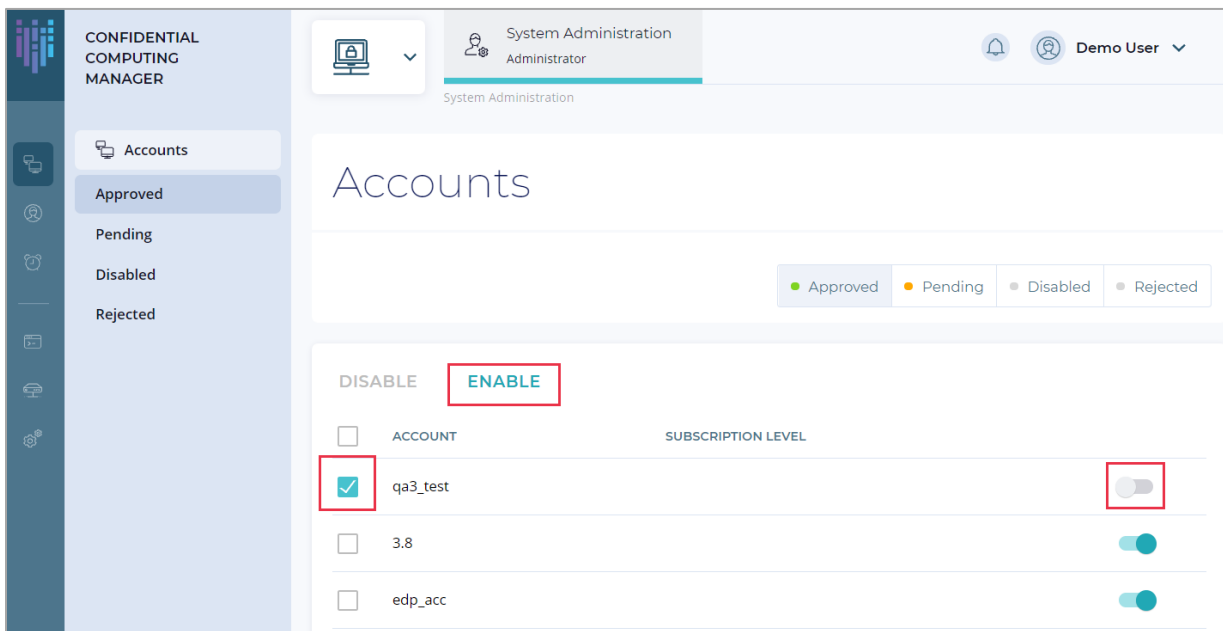 CONFIDENTIAL
COMPUTING
MANAGER
System Administration
Administrator
Demo User
System Administration
Accounts
Approved
Pending
Disabled
Rejected
Accounts
Approved
Pending
Disabled
Rejected
DISABLE
ENABLE
ACCOUNT
SUBSCRIPTION LEVEL
qa3_test
3.8
edp_acc